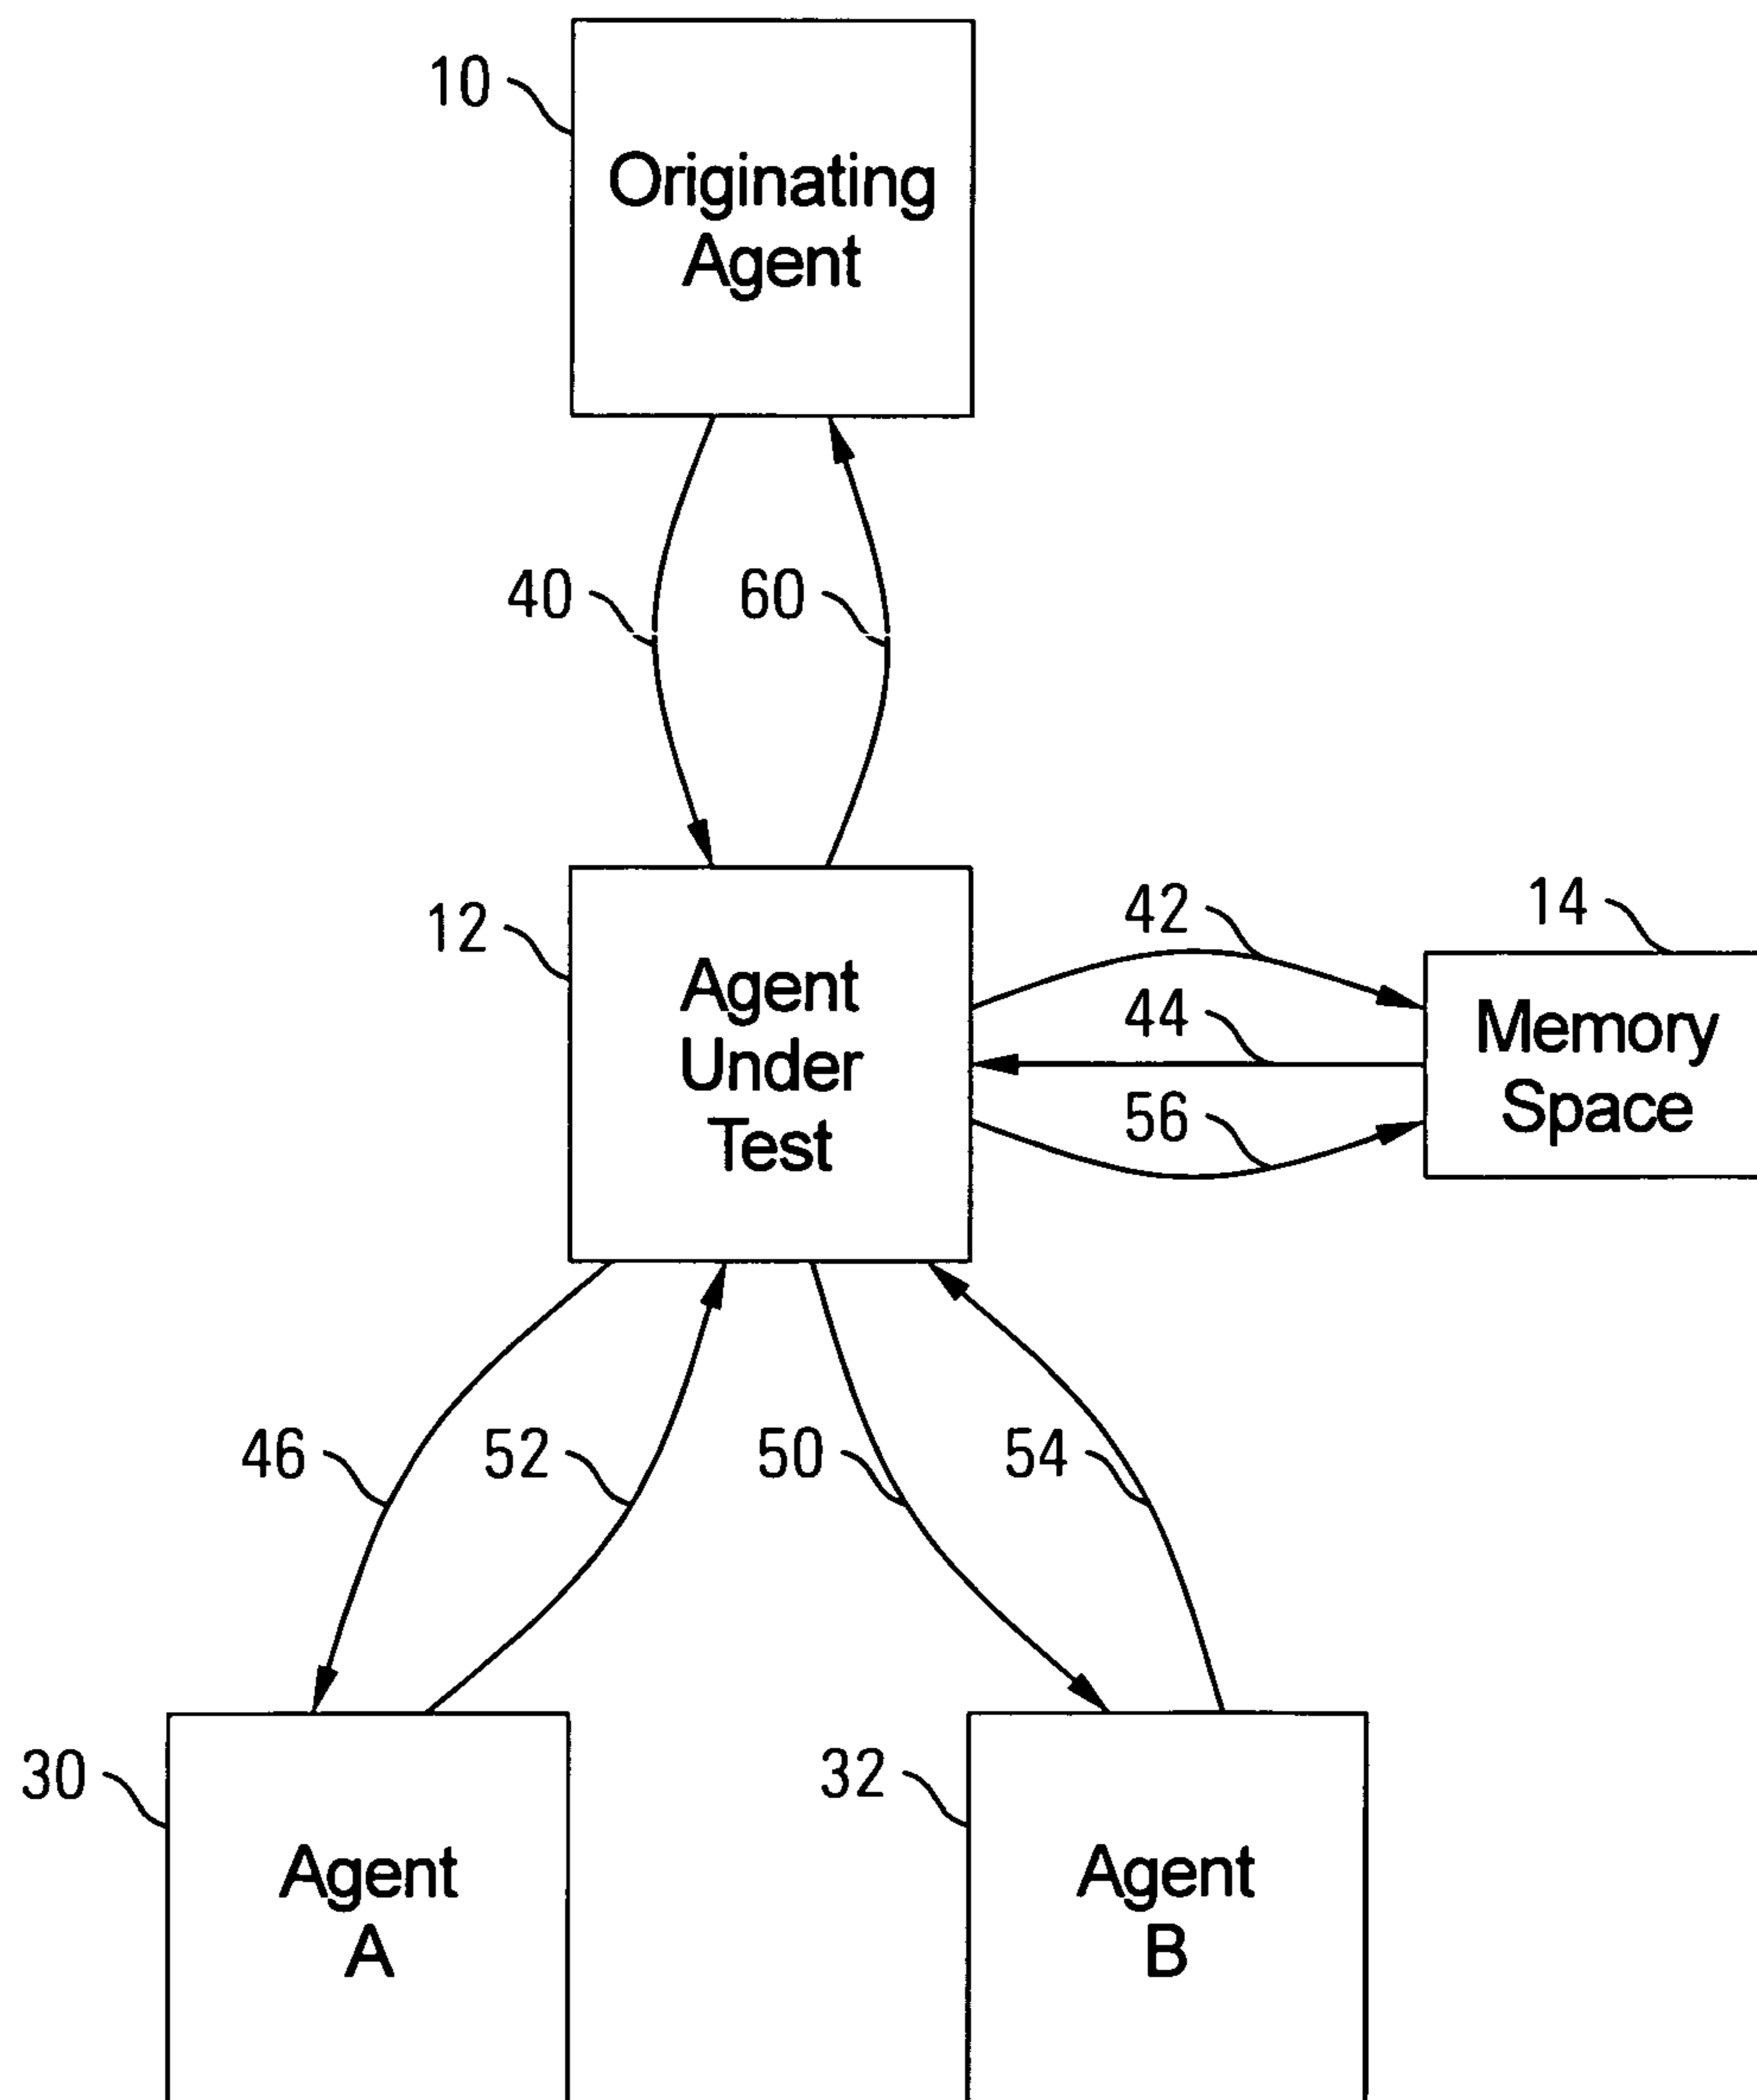 10
Originating
Agent
40
60
12
Agent
Under
Test
42
14
44
Memory
Space
56
46
52
50
54
30
32
Agent
A
Agent
B